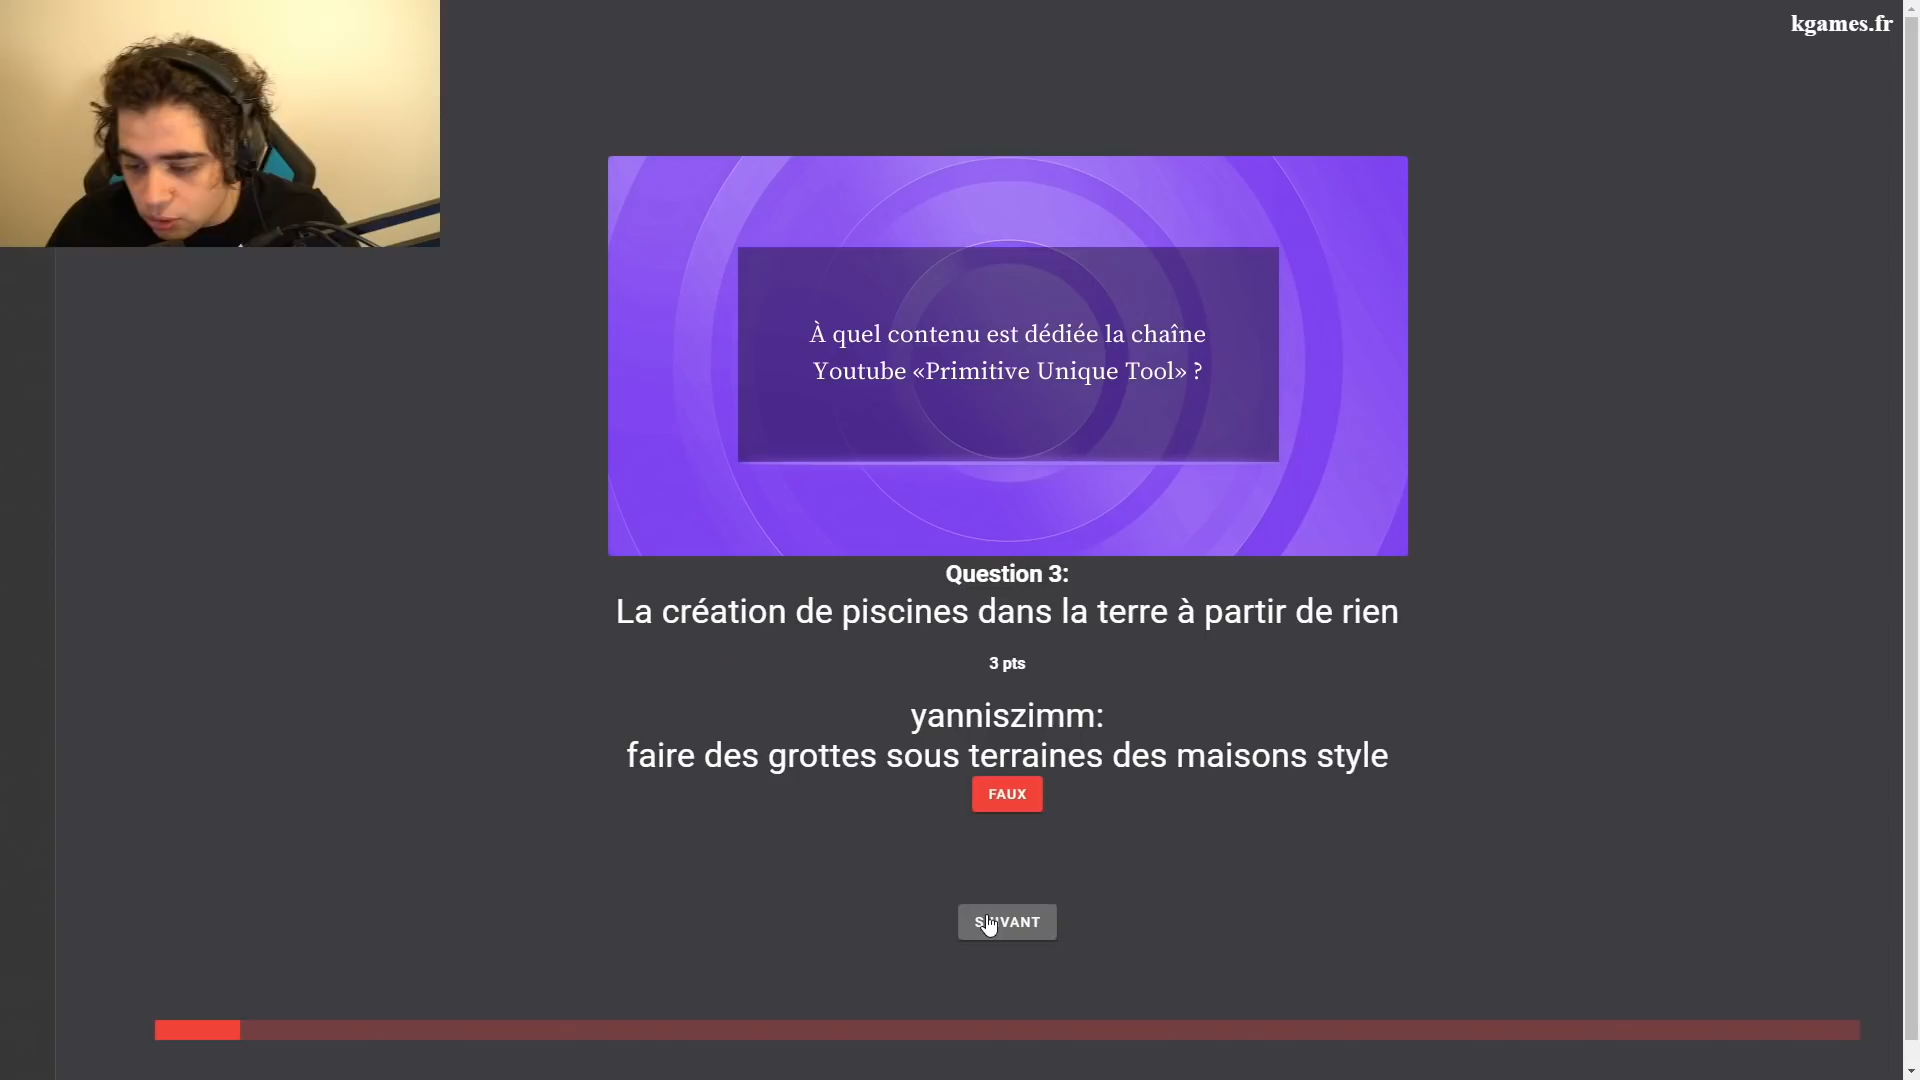 kgames.fr
À quel contenu est dédiée la chaîne
Youtube «Primitive Unique Tool» ?
Question 3:
La création de piscines dans la terre à partir de rien
3 pts
yanniszimm:
faire des grottes sous terraines des maisons style
FAUX
SUIVANT